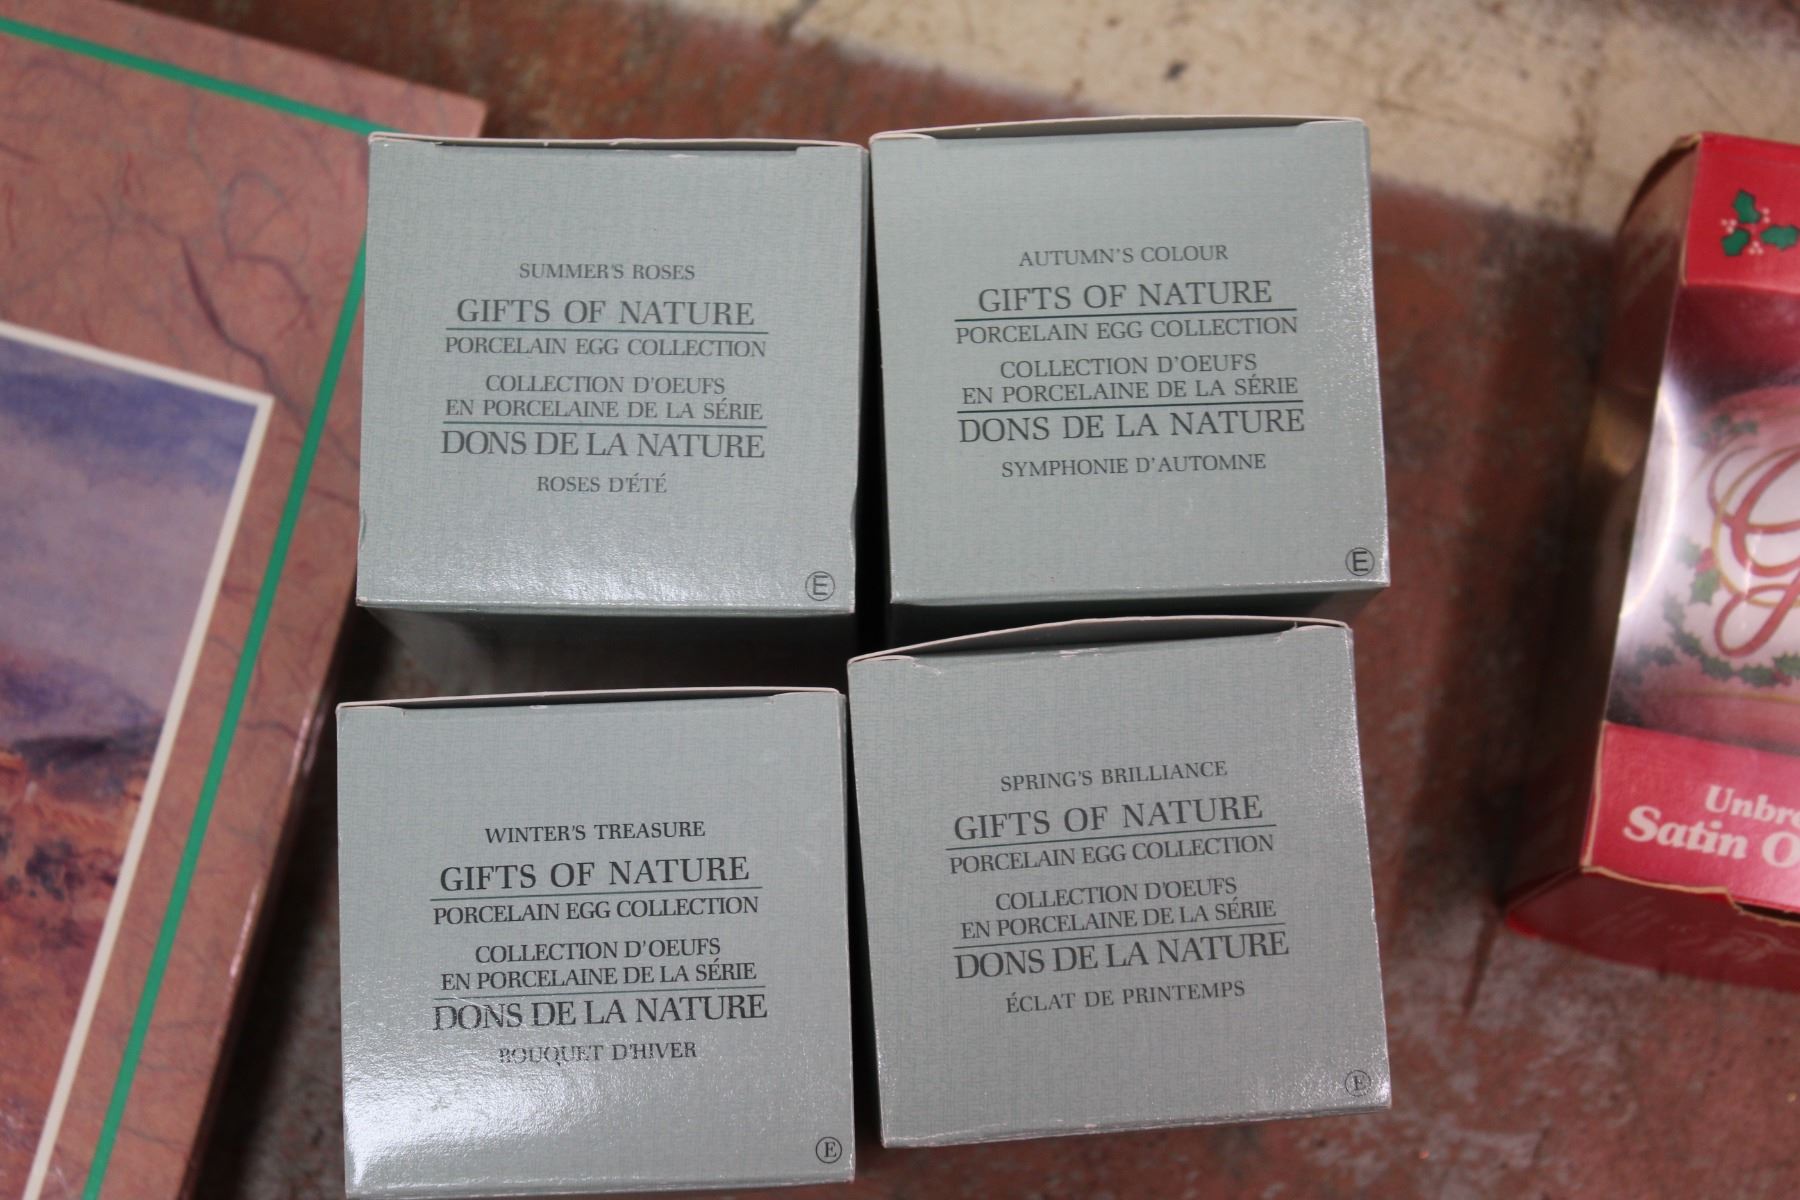 SUMMER'S ROSES
GIFTS OF NATURE
PORCELAIN EGG COLLECTION
COLLECTION D'OEUFS
EN PORCELAINE DE LA SÉRIE
DONS DE LA NATURE
ROSES D'ÉTÉ
E
AUTUMN'S COLOUR
GIFTS OF NATURE
PORCELAIN EGG COLLECTION
COLLECTION D'OEUFS
EN PORCELAINE DE LA SÉRIE
DONS DE LA NATURE
SYMPHONIE D'AUTOMNE
E
WINTER'S TREASURE
GIFTS OF NATURE
PORCELAIN EGG COLLECTION
COLLECTION D'OEUFS
EN PORCELAINE DE LA SÉRIE
DONS DE LA NATURE
BOUQUET D'HIVER
E
SPRING'S BRILLIANCE
GIFTS OF NATURE
PORCELAIN EGG COLLECTION
COLLECTION D'OEUFS
EN PORCELAINE DE LA SÉRIE
DONS DE LA NATURE
ÉCLAT DE PRINTEMPS
E
Satin